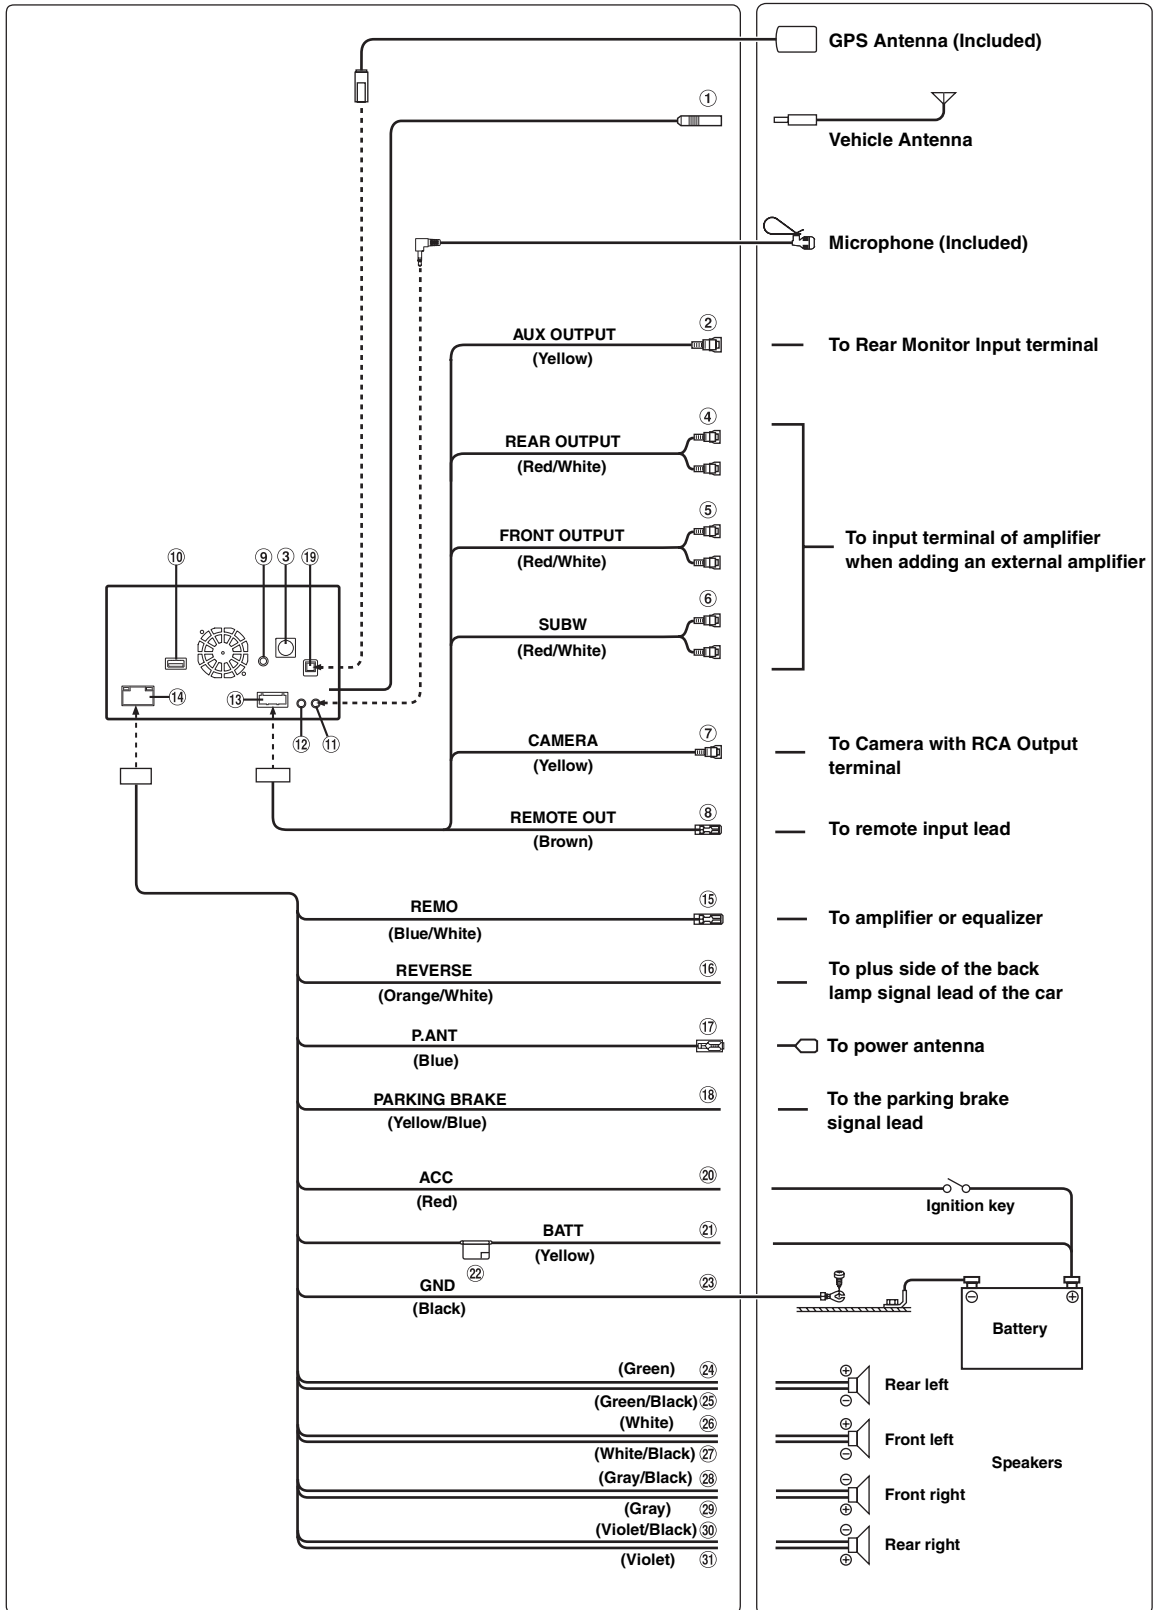 GPS Antenna (Included)
①
Vehicle Antenna
Microphone (Included)
②
AUX OUTPUT
(Yellow)
To Rear Monitor Input terminal
④
REAR OUTPUT
(Red/White)
⑤
FRONT OUTPUT
(Red/White)
To input terminal of amplifier
when adding an external amplifier
⑩ ⑨ ③ ⑲
⑥
SUBW
(Red/White)
⑭ ⑬ ⑫ ⑪
⑦
CAMERA
(Yellow)
To Camera with RCA Output
terminal
⑧
REMOTE OUT
(Brown)
To remote input lead
REMO
(Blue/White)
⑮
To amplifier or equalizer
REVERSE
(Orange/White)
⑯
To plus side of the back
lamp signal lead of the car
P.ANT
(Blue)
⑰
To power antenna
PARKING BRAKE
(Yellow/Blue)
⑱
To the parking brake
signal lead
ACC
(Red)
⑳
Ignition key
BATT
(Yellow)
㉑
㉒
GND
(Black)
㉓
⊖ ⊕
Battery
(Green) ㉔
⊕
Rear left
(Green/Black) ㉕
⊖
(White) ㉖
⊕
Front left
(White/Black) ㉗
⊖
Speakers
(Gray/Black) ㉘
⊖
Front right
(Gray) ㉙
⊕
(Violet/Black) ㉚
⊖
Rear right
(Violet) ㉛
⊕